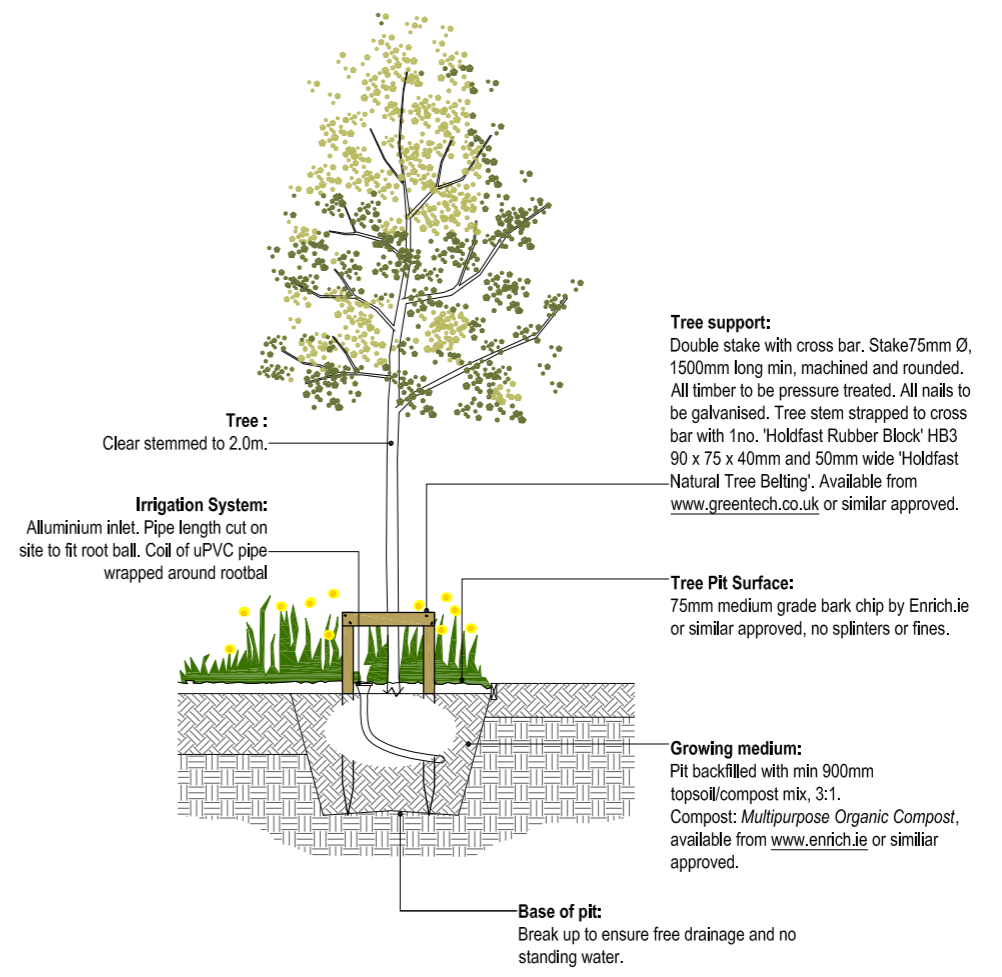 Tree :
Clear stemmed to 2.0m.
Irrigation System:
Alluminium inlet. Pipe length cut on
site to fit root ball. Coil of uPVC pipe
wrapped around rootbal
Tree support:
Double stake with cross bar. Stake75mm Ø,
1500mm long min, machined and rounded.
All timber to be pressure treated. All nails to
be galvanised. Tree stem strapped to cross
bar with 1no. 'Holdfast Rubber Block' HB3
90 x 75 x 40mm and 50mm wide 'Holdfast
Natural Tree Belting'. Available from
www.greentech.co.uk or similar approved.
Tree Pit Surface:
75mm medium grade bark chip by Enrich.ie
or similar approved, no splinters or fines.
Growing medium:
Pit backfilled with min 900mm
topsoil/compost mix, 3:1.
Compost: Multipurpose Organic Compost,
available from www.enrich.ie or similiar
approved.
Base of pit:
Break up to ensure free drainage and no
standing water.